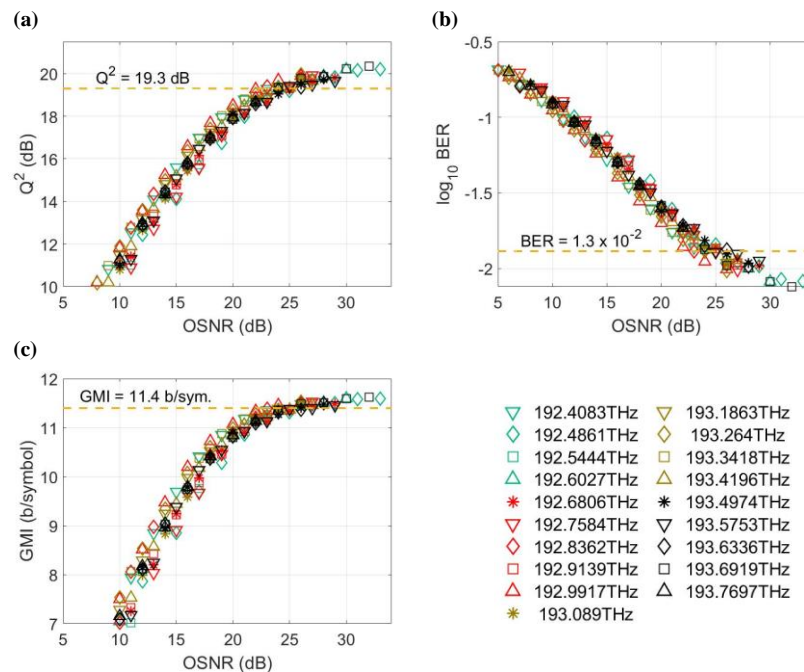 (a)
20
18
16
14
12
10
Q² (dB)
Q² = 19.3 dB
5 10 15 20 25 30
OSNR (dB)
(b)
-0.5
-1
-1.5
-2
log₁₀ BER
BER = 1.3 x 10⁻²
5 10 15 20 25 30
OSNR (dB)
(c)
12
11
10
9
8
7
GMI (b/symbol)
GMI = 11.4 b/sym.
5 10 15 20 25 30
OSNR (dB)
192.4083THz
192.4861THz
192.5444THz
192.6027THz
192.6806THz
192.7584THz
192.8362THz
192.9139THz
192.9917THz
193.089THz
193.1863THz
193.264THz
193.3418THz
193.4196THz
193.4974THz
193.5753THz
193.6336THz
193.6919THz
193.7697THz